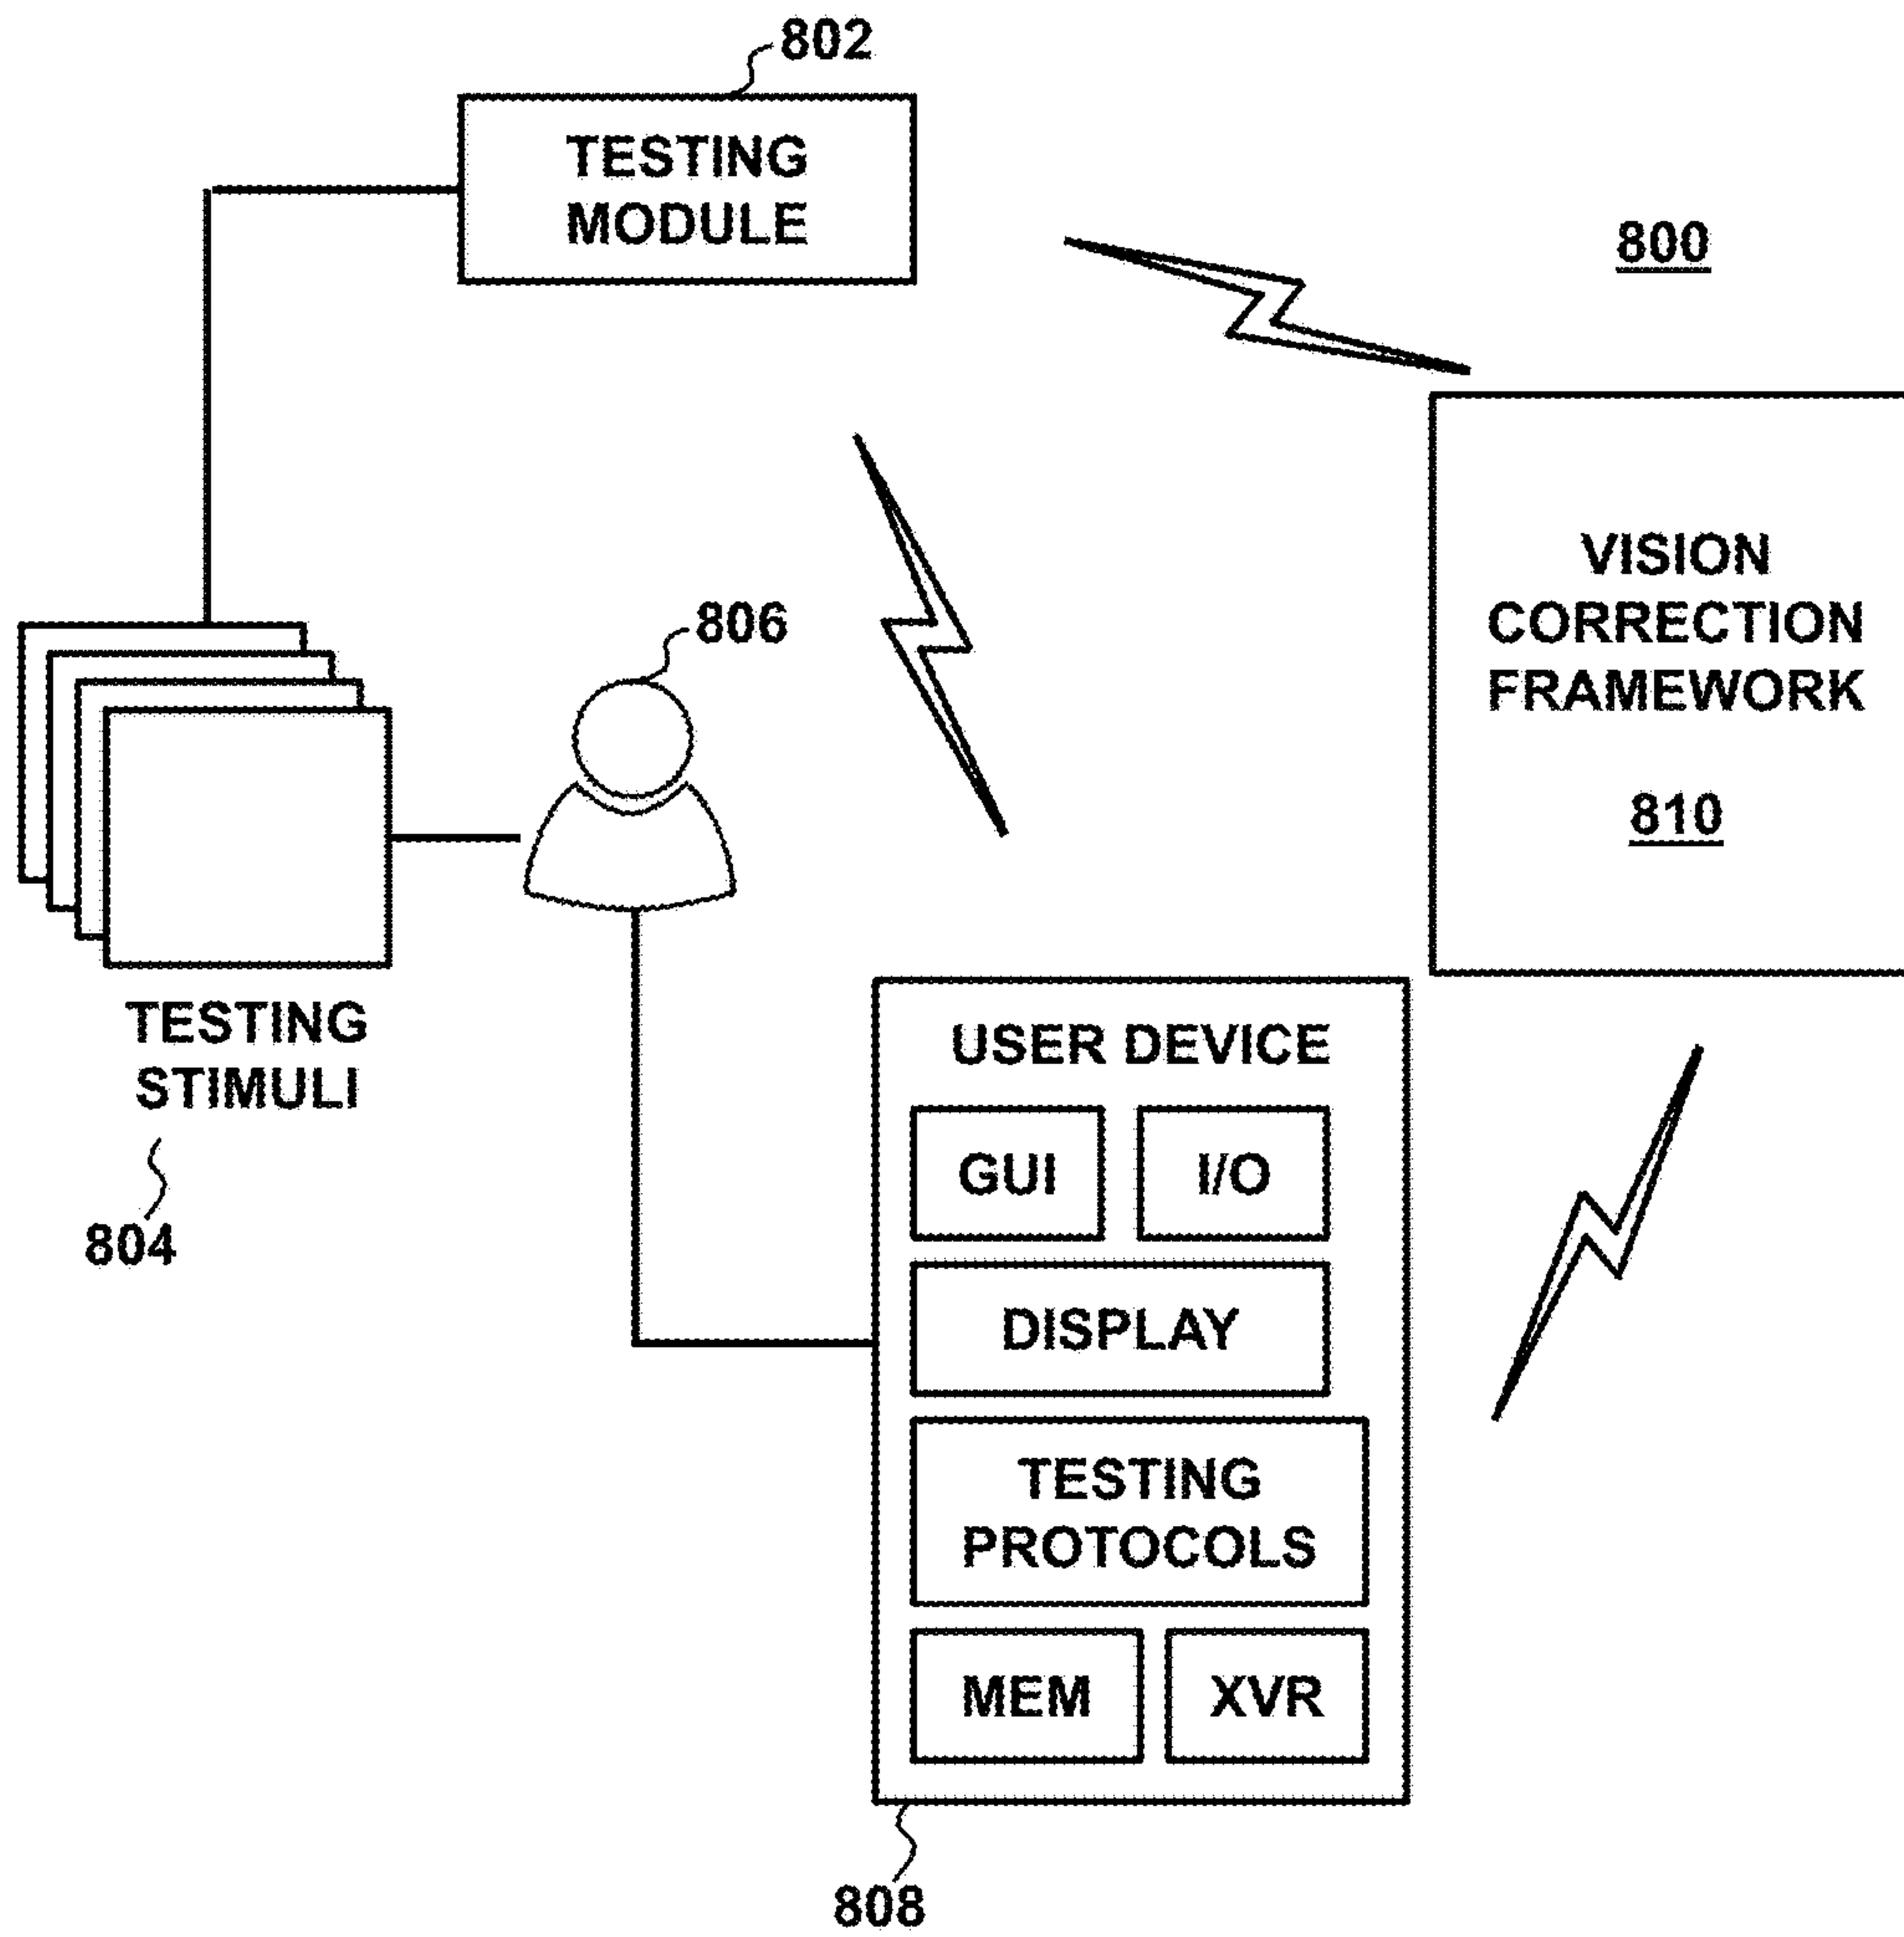 802
TESTING
MODULE
800
VISION
CORRECTION
FRAMEWORK
810
806
TESTING
STIMULI
804
USER DEVICE
GUI
I/O
DISPLAY
TESTING
PROTOCOLS
MEM
XVR
808